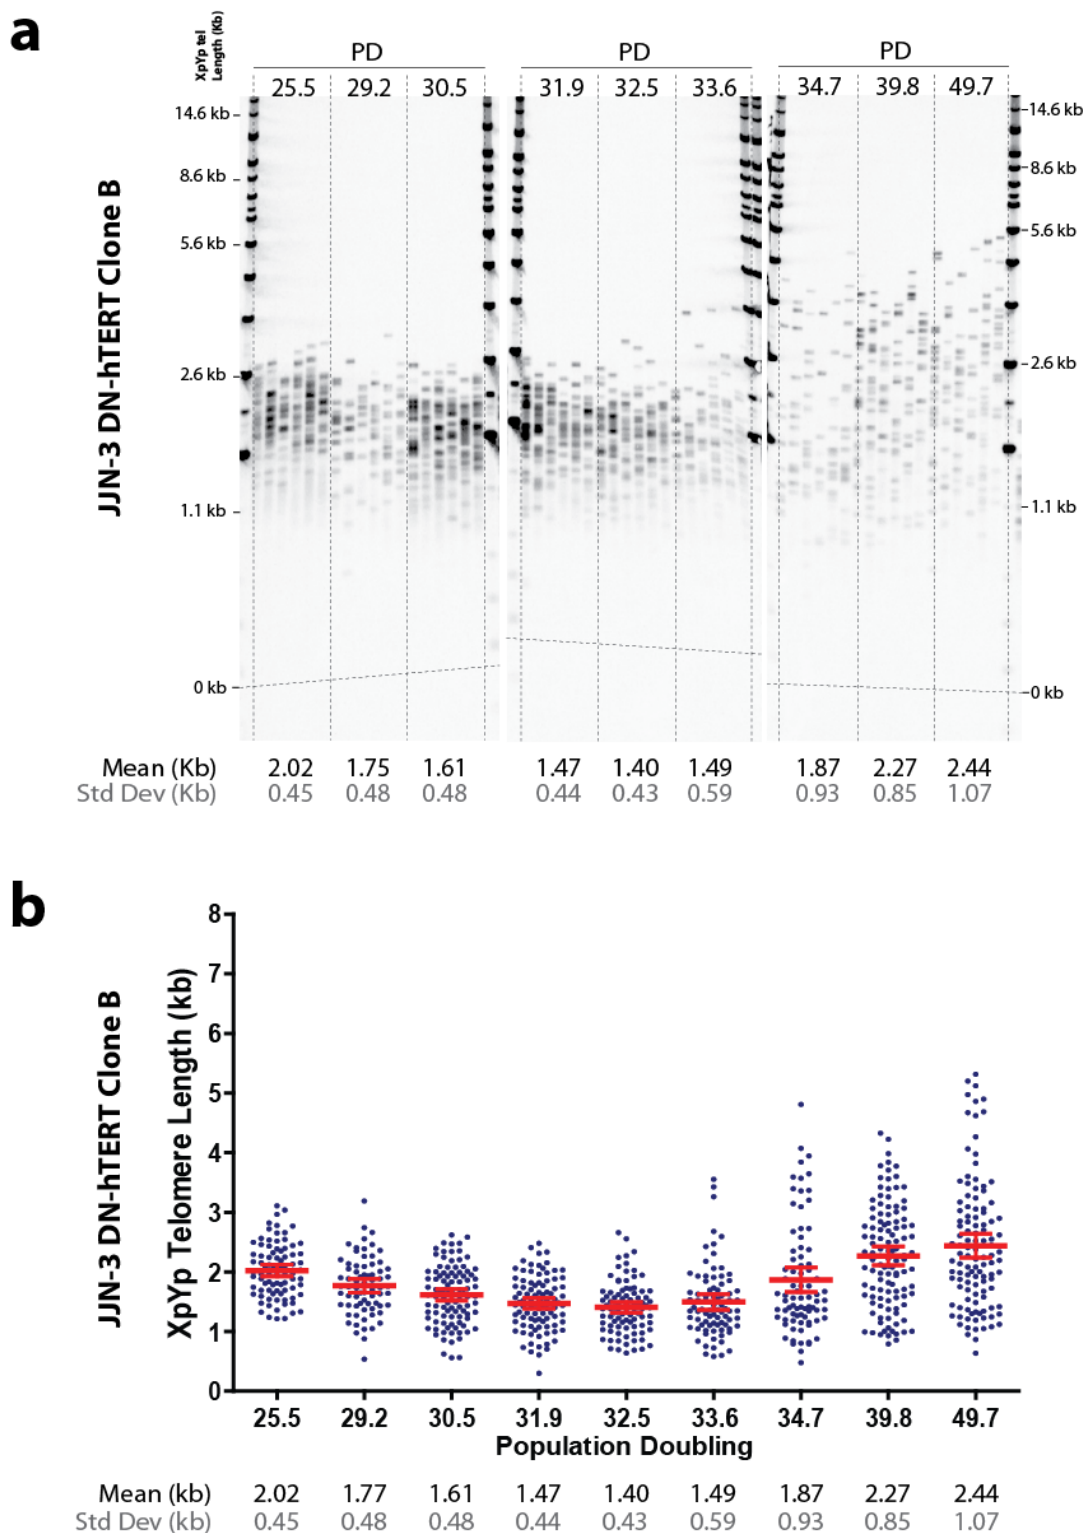 a
XpYp tel
Length (Kb)
PD PD PD
25.5 29.2 30.5 31.9 32.5 33.6 34.7 39.8 49.7
14.6 kb 14.6 kb
8.6 kb 8.6 kb
5.6 kb 5.6 kb
2.6 kb 2.6 kb
1.1 kb 1.1 kb
0 kb 0 kb
JJN-3 DN-hTERT Clone B
Mean (Kb) 2.02 1.75 1.61 1.47 1.40 1.49 1.87 2.27 2.44
Std Dev (Kb) 0.45 0.48 0.48 0.44 0.43 0.59 0.93 0.85 1.07
b
JJN-3 DN-hTERT Clone B
XpYp Telomere Length (kb)
8
7
6
5
4
3
2
1
0
25.5 29.2 30.5 31.9 32.5 33.6 34.7 39.8 49.7
Population Doubling
Mean (kb) 2.02 1.77 1.61 1.47 1.40 1.49 1.87 2.27 2.44
Std Dev (kb) 0.45 0.48 0.48 0.44 0.43 0.59 0.93 0.85 1.07